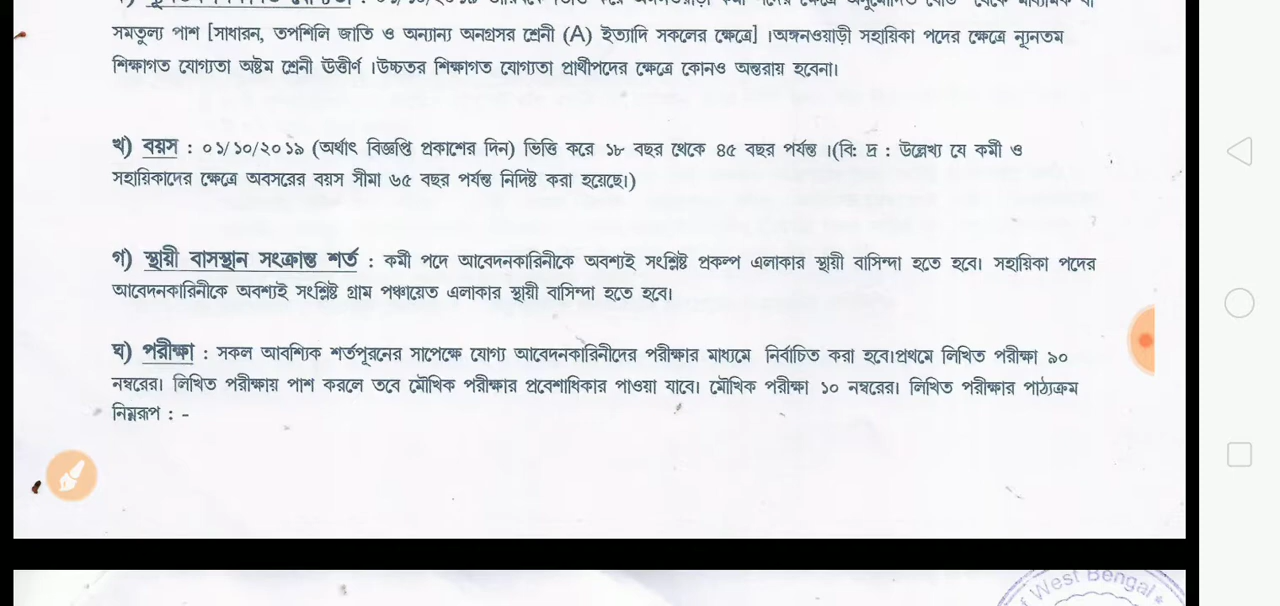 সমতুল্য পাশ [সাধারন, তপশিলি জাতি ও অন্যান্য অনগ্রসর শ্রেনী (A) ইত্যাদি সকলের ক্ষেত্রে] ।অঙ্গনওয়াড়ী সহায়িকা পদের ক্ষেত্রে ন্যূনতম
শিক্ষাগত যোগ্যতা অষ্টম শ্রেনী উত্তীর্ণ ।উচ্চতর শিক্ষাগত যোগ্যতা প্রার্থীপদের ক্ষেত্রে কোনও অন্তরায় হবেনা।
খ) বয়স : ০১/১০/২০১৯ (অর্থাৎ বিজ্ঞপ্তি প্রকাশের দিন) ভিত্তি করে ১৮ বছর থেকে ৪৫ বছর পর্যন্ত ।(বি: দ্র : উল্লেখ্য যে কর্মী ও
সহায়িকাদের ক্ষেত্রে অবসরের বয়স সীমা ৬৫ বছর পর্যন্ত নির্দিষ্ট করা হয়েছে।)
গ) স্থায়ী বাসস্থান সংক্রান্ত শর্ত : কর্মী পদে আবেদনকারিনীকে অবশ্যই সংশ্লিষ্ট প্রকল্প এলাকার স্থায়ী বাসিন্দা হতে হবে। সহায়িকা পদের
আবেদনকারিনীকে অবশ্যই সংশ্লিষ্ট গ্রাম পঞ্চায়েত এলাকার স্থায়ী বাসিন্দা হতে হবে।
ঘ) পরীক্ষা : সকল আবশ্যিক শর্তপূরনের সাপেক্ষে যোগ্য আবেদনকারিনীদের পরীক্ষার মাধ্যমে নির্বাচিত করা হবে।প্রথমে লিখিত পরীক্ষা ৯০
নম্বরের। লিখিত পরীক্ষায় পাশ করলে তবে মৌখিক পরীক্ষার প্রবেশাধিকার পাওয়া যাবে। মৌখিক পরীক্ষা ১০ নম্বরের। লিখিত পরীক্ষার পাঠ্যক্রম
নিম্নরূপ : -
West Bengal